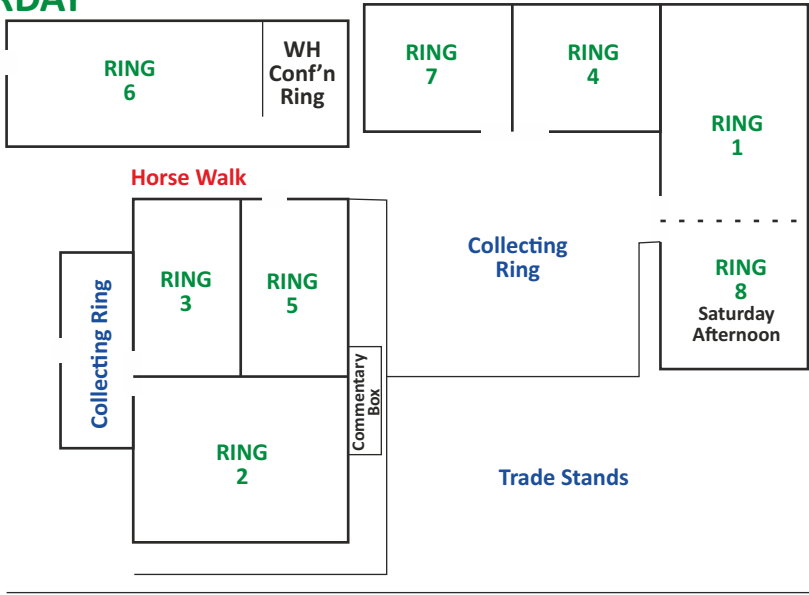 RING
6
WH
Conf'n
Ring
RING
7
RING
4
RING
1
Horse Walk
Collecting
Ring
RING
3
RING
5
RING
8
Saturday
Afternoon
Collecting Ring
Commentary
Box
RING
2
Trade Stands